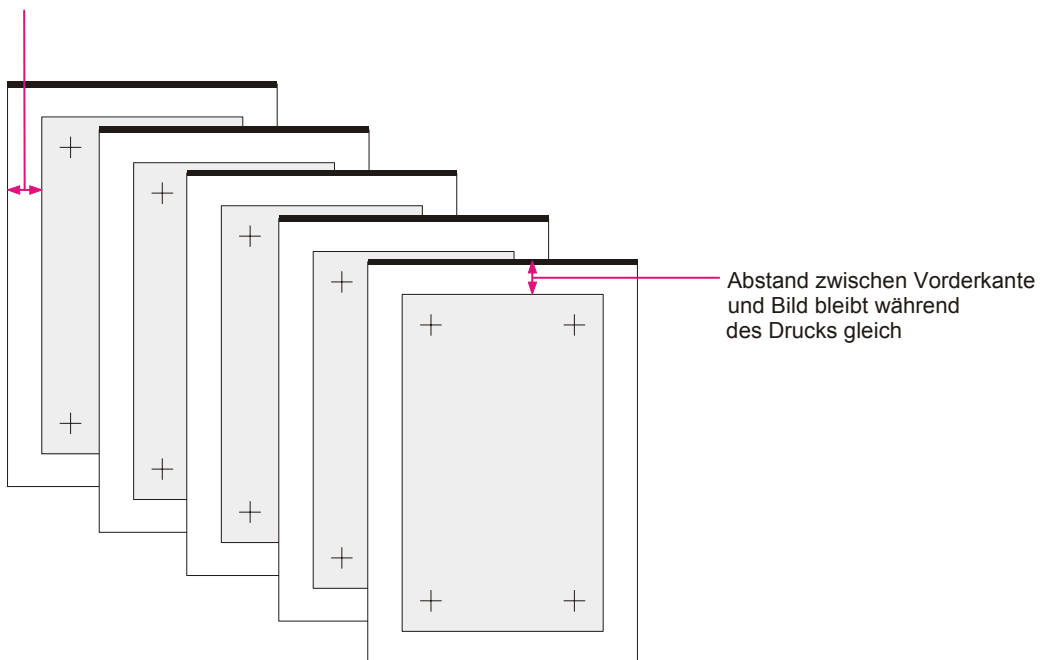 Abstand zwischen Vorderkante
und Bild bleibt während
des Drucks gleich